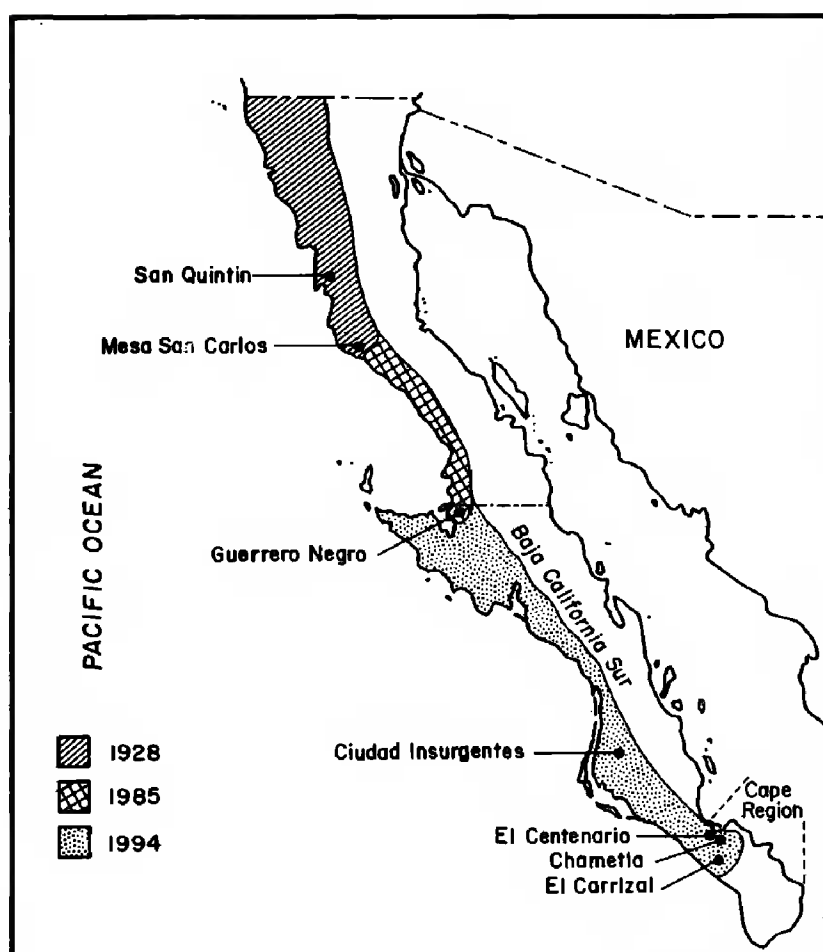 San Quintin
Mesa San Carlos
MEXICO
PACIFIC OCEAN
Guerrero Negro
Baja California Sur
1928
1985
1994
Ciudad Insurgentes
Cape
Region
El Centenario
Chametla
El Carrizal